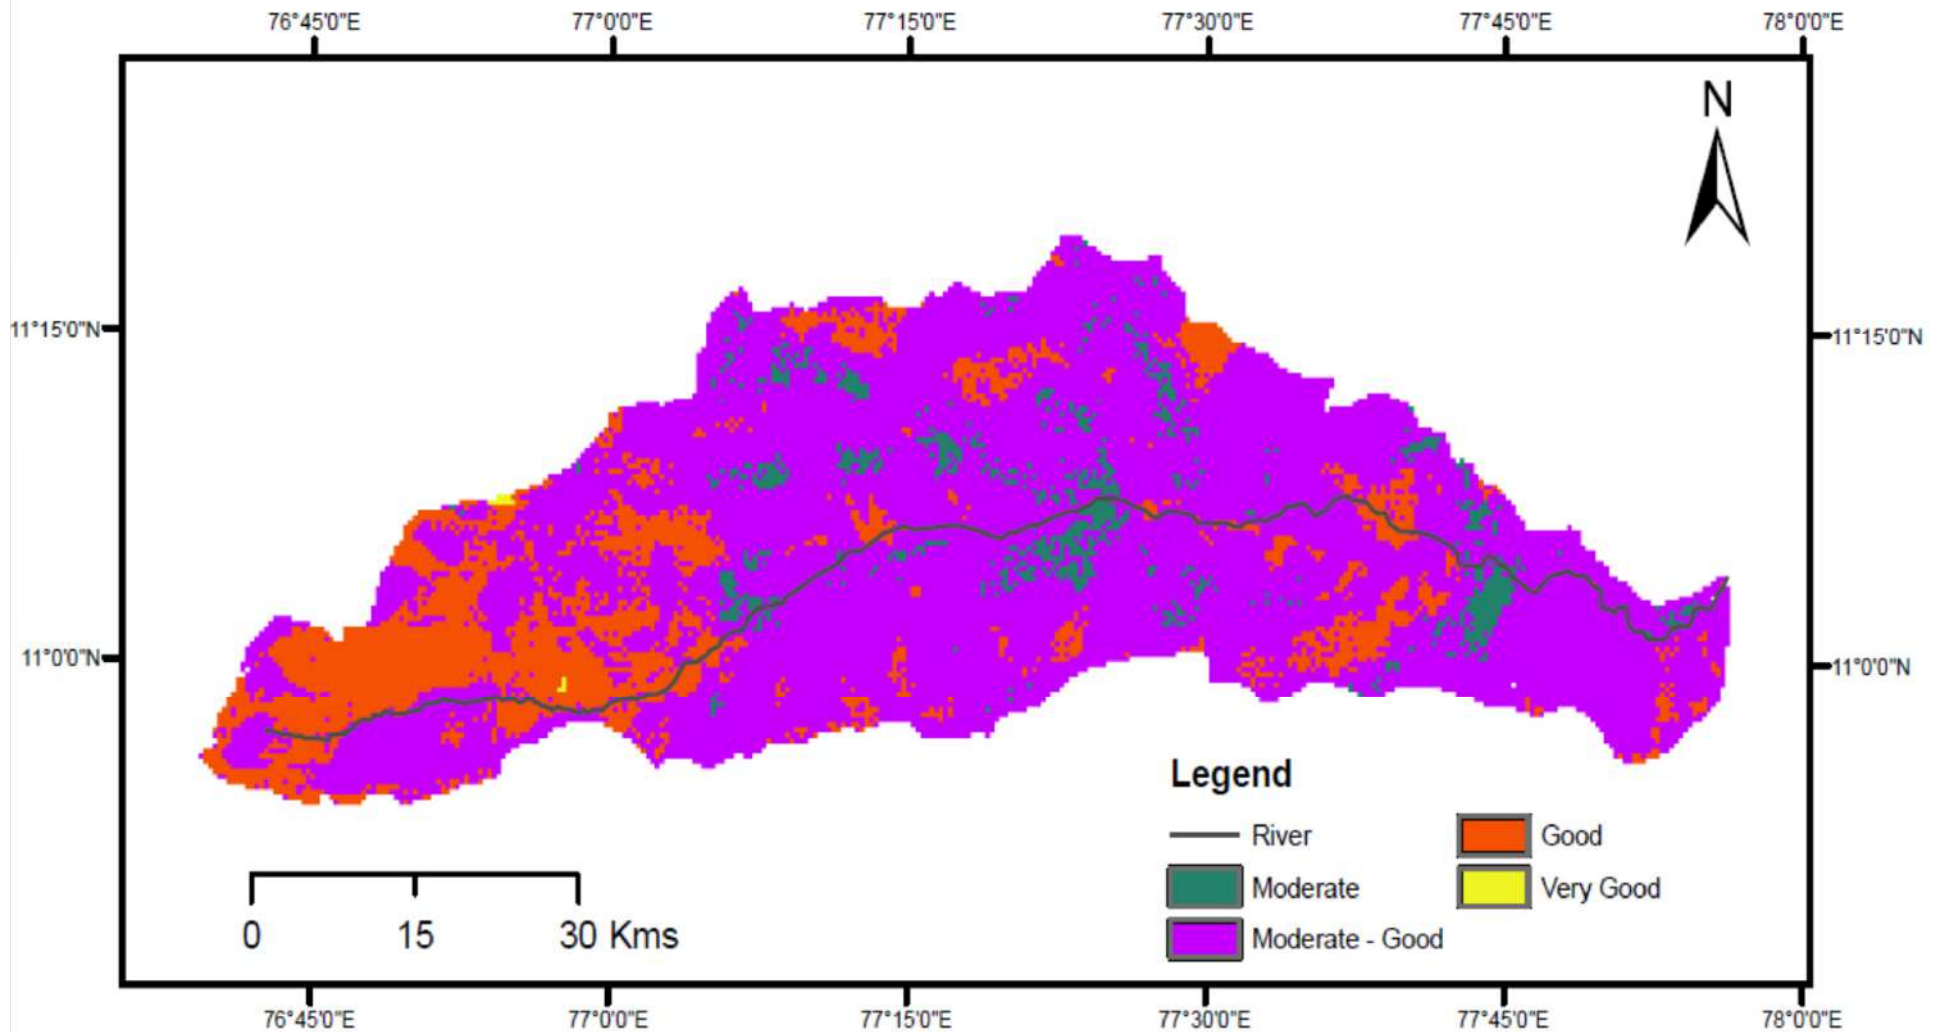 76°45'0"E 77°0'0"E 77°15'0"E 77°30'0"E 77°45'0"E 78°0'0"E
N
11°15'0"N 11°15'0"N
11°0'0"N 11°0'0"N
Legend
River Good
Moderate Very Good
Moderate - Good
0 15 30 Kms
76°45'0"E 77°0'0"E 77°15'0"E 77°30'0"E 77°45'0"E 78°0'0"E